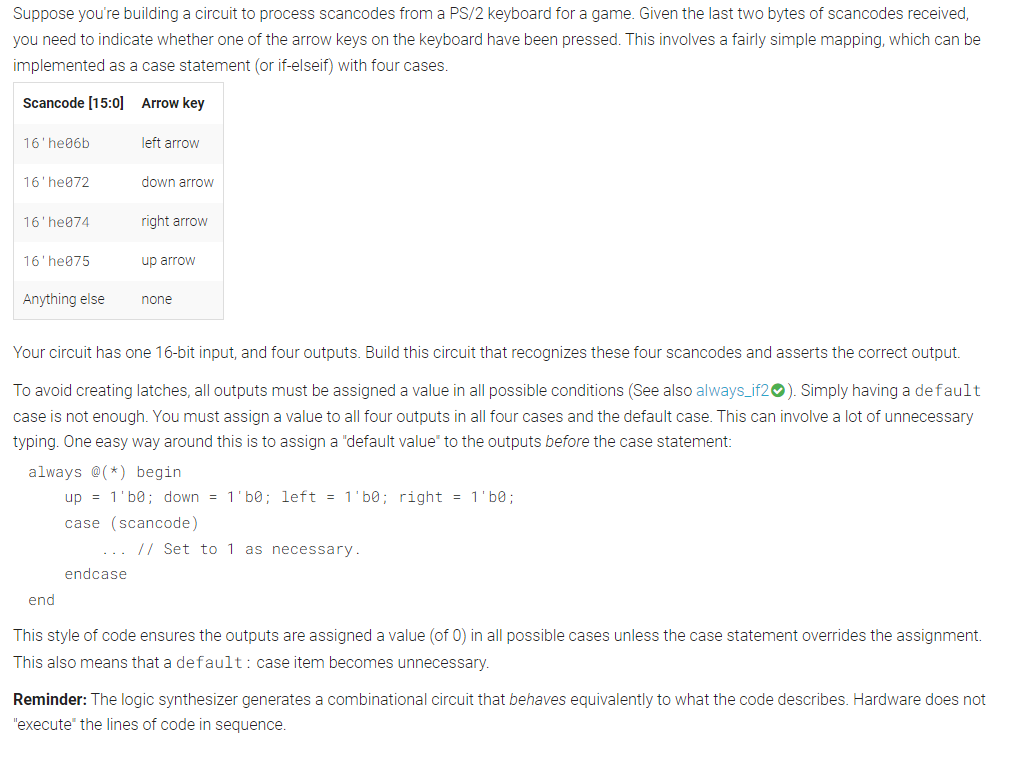 Suppose you're building a circuit to process scancodes from a PS/2 keyboard for a game. Given the last two bytes of scancodes received,
you need to indicate whether one of the arrow keys on the keyboard have been pressed. This involves a fairly simple mapping, which can be
implemented as a case statement (or if-elseif) with four cases.
Scancode [15:0] Arrow key
16'he06b left arrow
16'he072 down arrow
16'he074 right arrow
16'he075 up arrow
Anything else none
Your circuit has one 16-bit input, and four outputs. Build this circuit that recognizes these four scancodes and asserts the correct output.
To avoid creating latches, all outputs must be assigned a value in all possible conditions (See also always_if2). Simply having a default
case is not enough. You must assign a value to all four outputs in all four cases and the default case. This can involve a lot of unnecessary
typing. One easy way around this is to assign a "default value" to the outputs before the case statement:
always @(*) begin
    up = 1'b0; down = 1'b0; left = 1'b0; right = 1'b0;
    case (scancode)
        ... // Set to 1 as necessary.
    endcase
end
This style of code ensures the outputs are assigned a value (of 0) in all possible cases unless the case statement overrides the assignment.
This also means that a default: case item becomes unnecessary.
Reminder: The logic synthesizer generates a combinational circuit that behaves equivalently to what the code describes. Hardware does not
"execute" the lines of code in sequence.